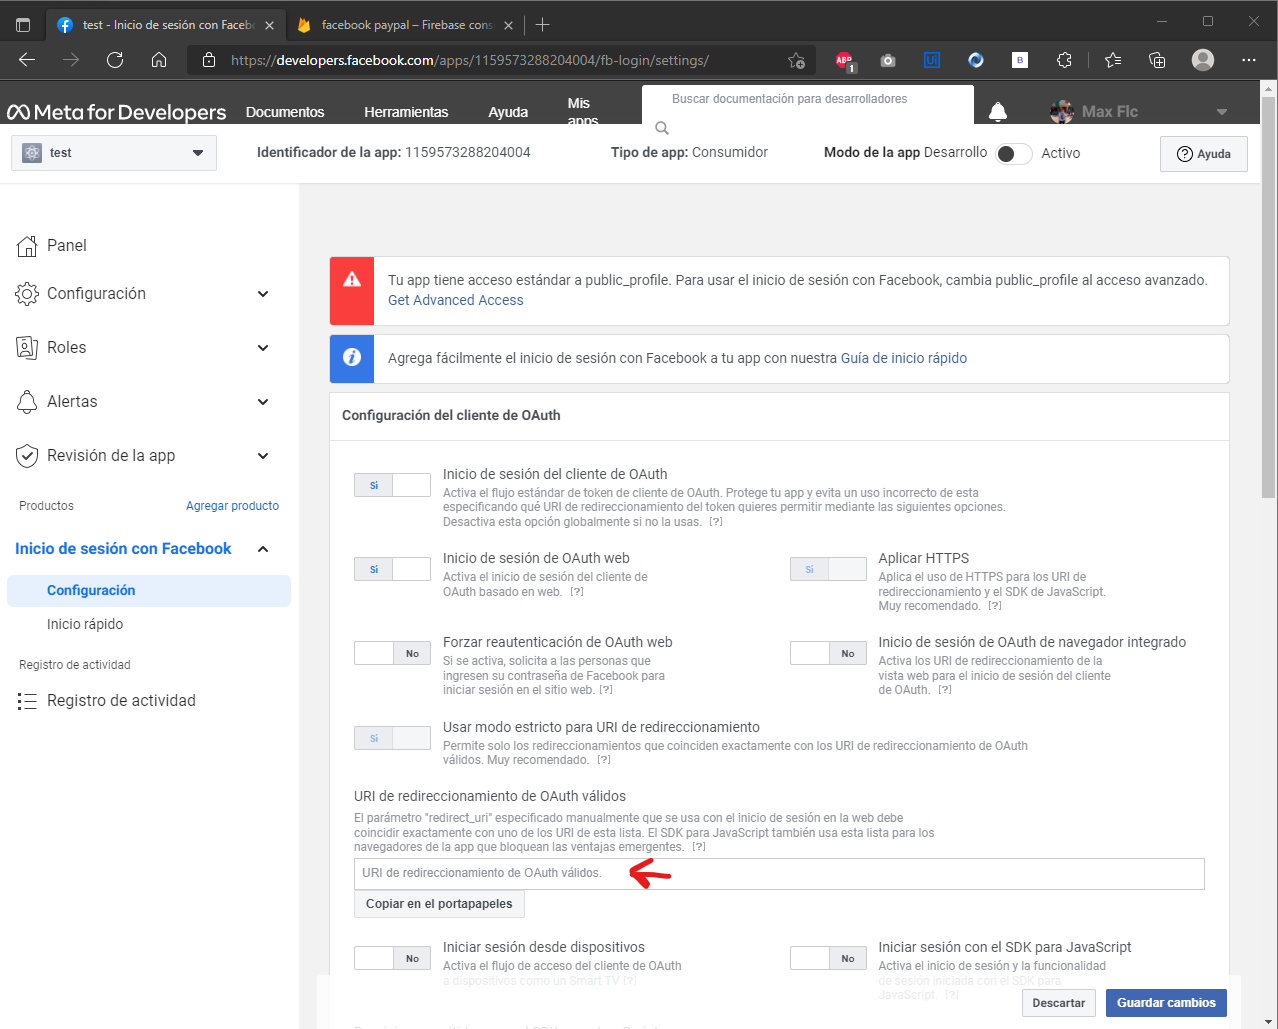 test - Inicio de sesión con Faceb
facebook paypal – Firebase cons
https://developers.facebook.com/apps/1159573288204004/fb-login/settings/
ABP
1
UI
B
Meta for Developers
Documentos
Herramientas
Ayuda
Mis apps
Buscar documentación para desarrolladores
Max Flc
test
Identificador de la app: 1159573288204004
Tipo de app: Consumidor
Modo de la app Desarrollo
Activo
Ayuda
Panel
Configuración
Roles
Alertas
Revisión de la app
Productos
Agregar producto
Inicio de sesión con Facebook
Configuración
Inicio rápido
Registro de actividad
Registro de actividad
Tu app tiene acceso estándar a public_profile. Para usar el inicio de sesión con Facebook, cambia public_profile al acceso avanzado.
Get Advanced Access
Agrega fácilmente el inicio de sesión con Facebook a tu app con nuestra Guía de inicio rápido
Configuración del cliente de OAuth
Si
Inicio de sesión del cliente de OAuth
Activa el flujo estándar de token de cliente de OAuth. Protege tu app y evita un uso incorrecto de esta
especificando qué URI de redireccionamiento del token quieres permitir mediante las siguientes opciones.
Desactiva esta opción globalmente si no la usas. [?]
Si
Inicio de sesión de OAuth web
Activa el inicio de sesión del cliente de
OAuth basado en web. [?]
Si
Aplicar HTTPS
Aplica el uso de HTTPS para los URI de
redireccionamiento y el SDK de JavaScript.
Muy recomendado. [?]
No
Forzar reautenticación de OAuth web
Si se activa, solicita a las personas que
ingresen su contraseña de Facebook para
iniciar sesión en el sitio web. [?]
No
Inicio de sesión de OAuth de navegador integrado
Activa los URI de redireccionamiento de la
vista web para el inicio de sesión del cliente
de OAuth. [?]
Si
Usar modo estricto para URI de redireccionamiento
Permite solo los redireccionamientos que coinciden exactamente con los URI de redireccionamiento de OAuth
válidos. Muy recomendado. [?]
URI de redireccionamiento de OAuth válidos
El parámetro "redirect_uri" especificado manualmente que se usa con el inicio de sesión en la web debe
coincidir exactamente con uno de los URI de esta lista. El SDK para JavaScript también usa esta lista para los
navegadores de la app que bloquean las ventajas emergentes. [?]
URI de redireccionamiento de OAuth válidos.
Copiar en el portapapeles
No
Iniciar sesión desde dispositivos
Activa el flujo de acceso del cliente de OAuth
a dispositivos como un Smart TV [?]
No
Iniciar sesión con el SDK para JavaScript
Activa el inicio de sesión y la funcionalidad
de sesión iniciada con el SDK para
JavaScript. [?]
Descartar
Guardar cambios